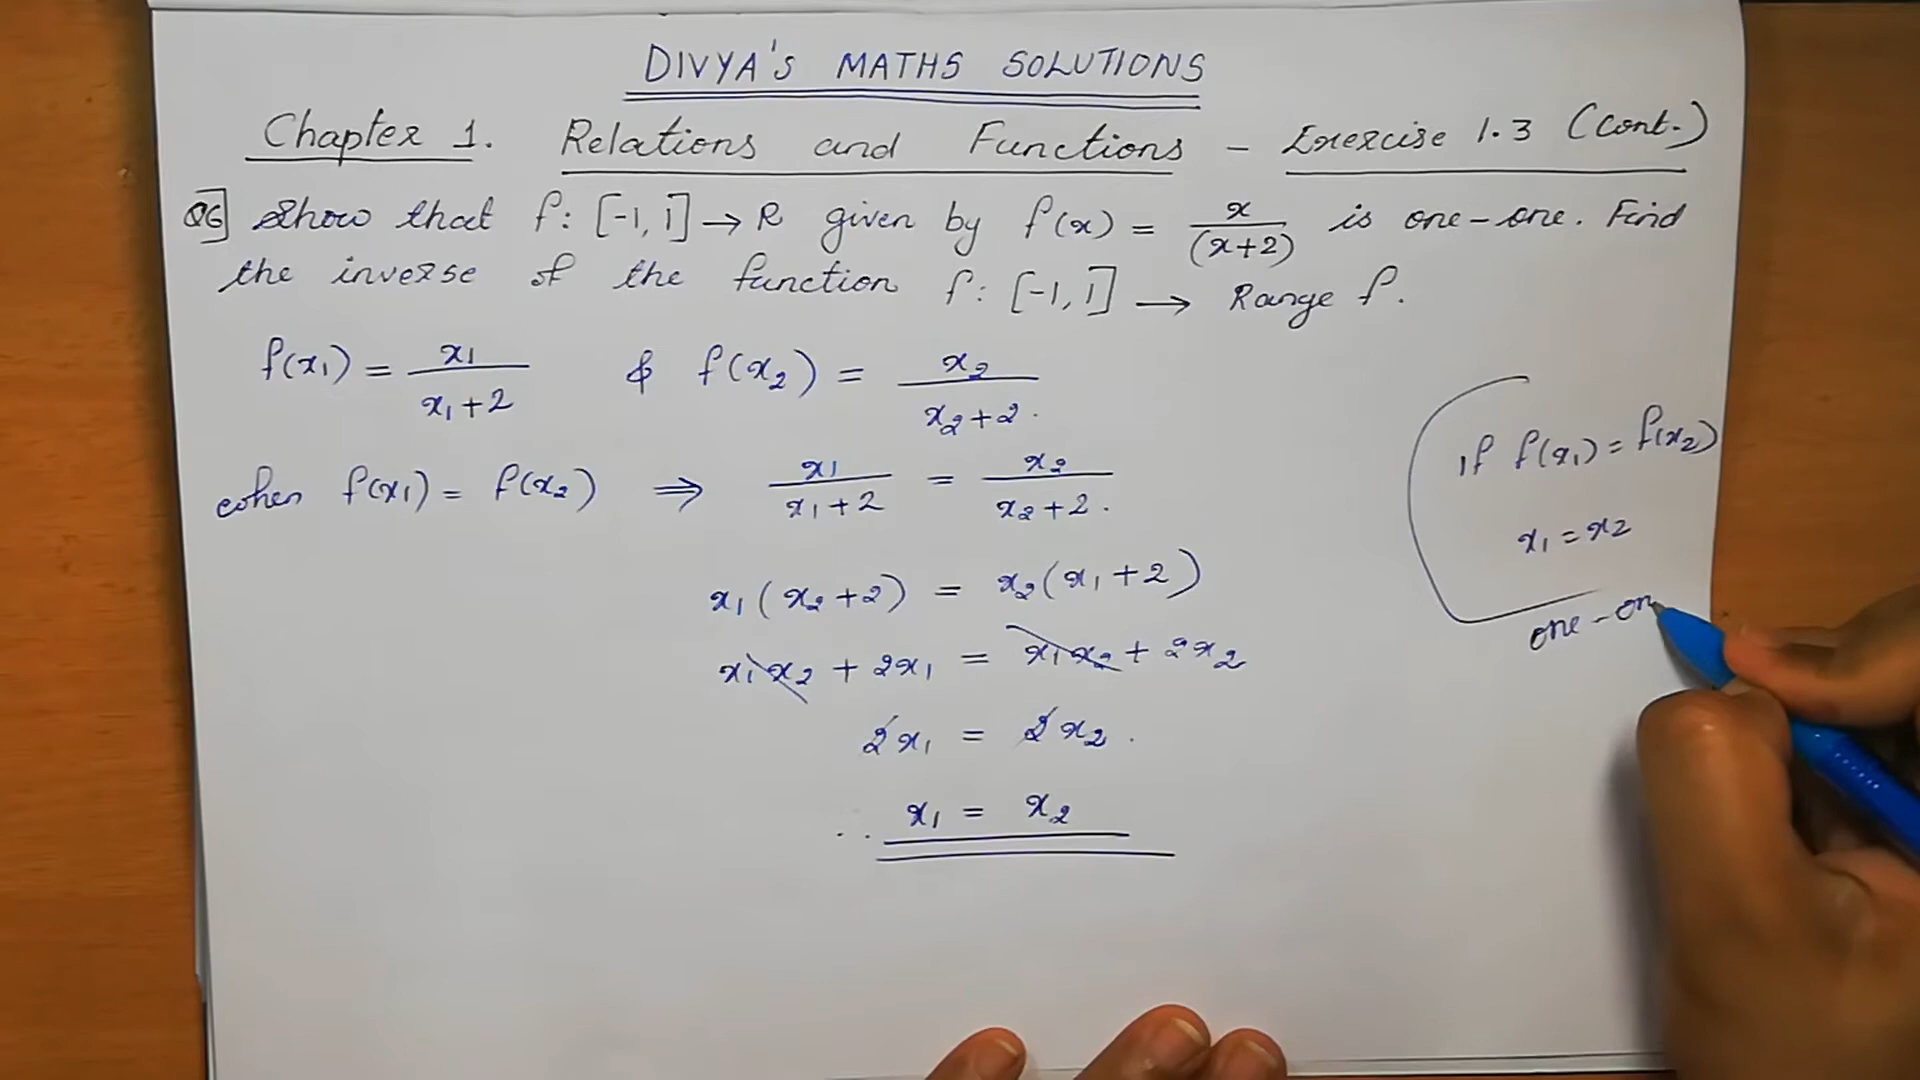 DIVYA'S MATHS SOLUTIONS
Chapter 1. Relations and Functions - Exercise 1.3 (Cont.)
Q6] Show that f: [-1, 1] → R given by f(x) = x/(x+2) is one-one. Find
the inverse of the function f: [-1, 1] → Range f.
f(x₁) = x₁/x₁+2 & f(x₂) = x₂/x₂+2.
when f(x₁) = f(x₂) ⇒ x₁/x₁+2 = x₂/x₂+2.
x₁(x₂+2) = x₂(x₁+2)
x₁x₂ + 2x₁ = x₁x₂ + 2x₂
2x₁ = 2x₂.
x₁ = x₂
if f(x₁) = f(x₂)
x₁ = x₂
one-on